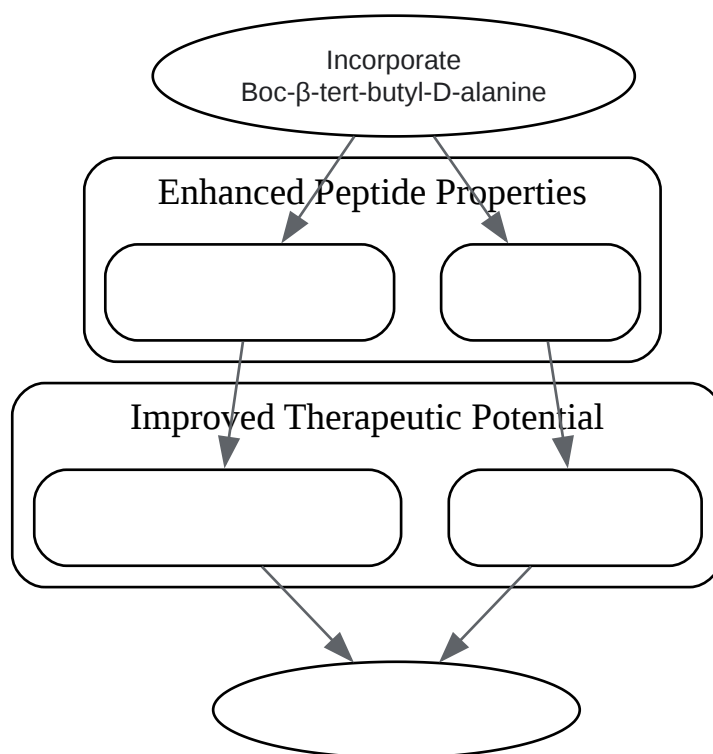 Incorporate
Boc-β-tert-butyl-D-alanine
Enhanced Peptide Properties
Improved Therapeutic Potential